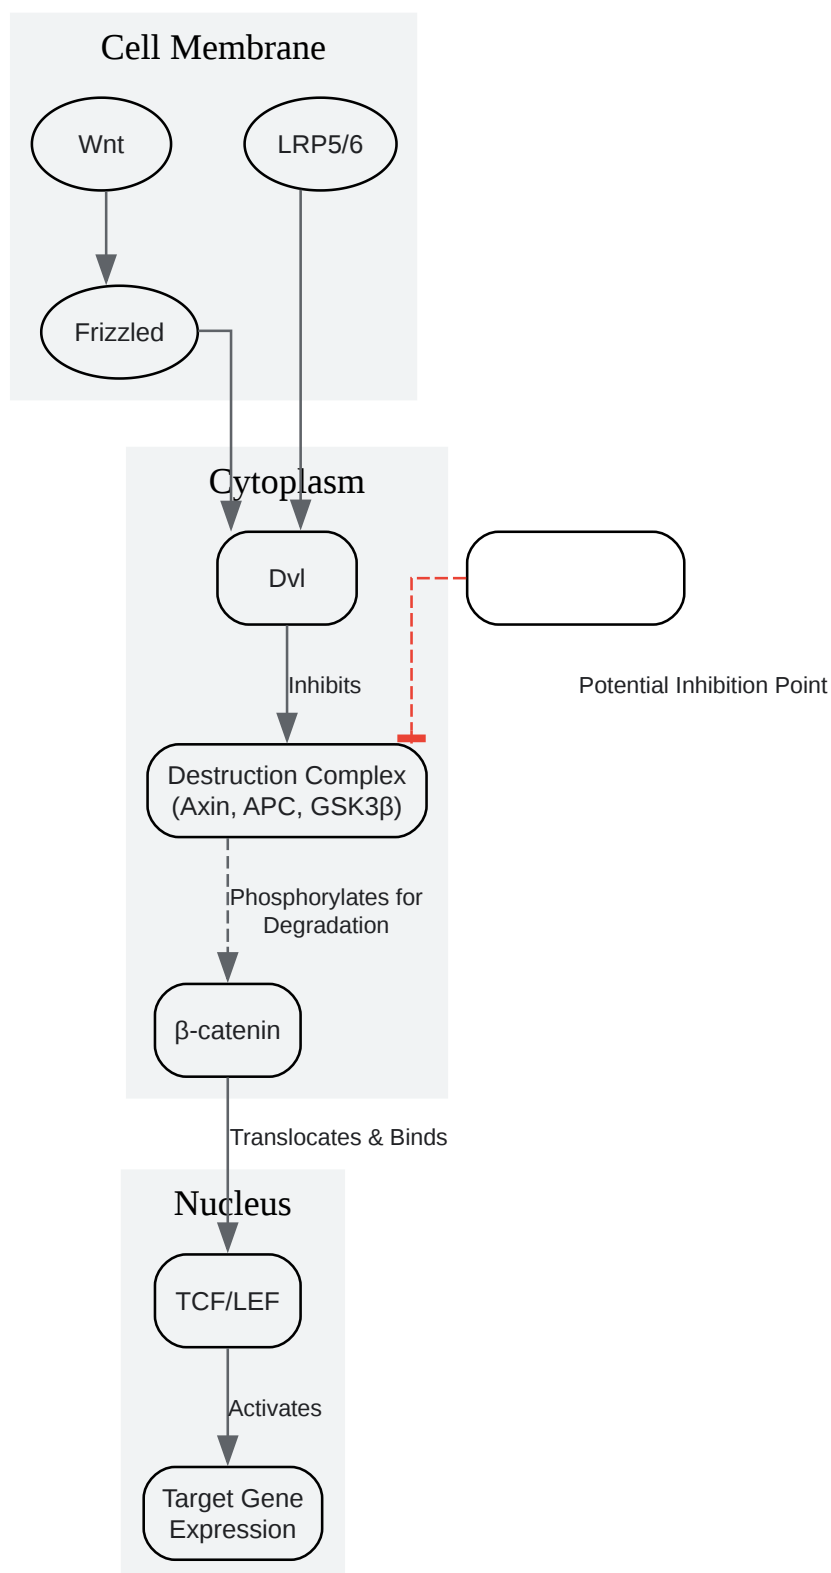 Cell Membrane
Wnt
LRP5/6
Frizzled
Cytoplasm
Dvl
Inhibits
Potential Inhibition Point
Destruction Complex
(Axin, APC, GSK3β)
Phosphorylates for
Degradation
β-catenin
Translocates & Binds
Nucleus
TCF/LEF
Activates
Target Gene
Expression